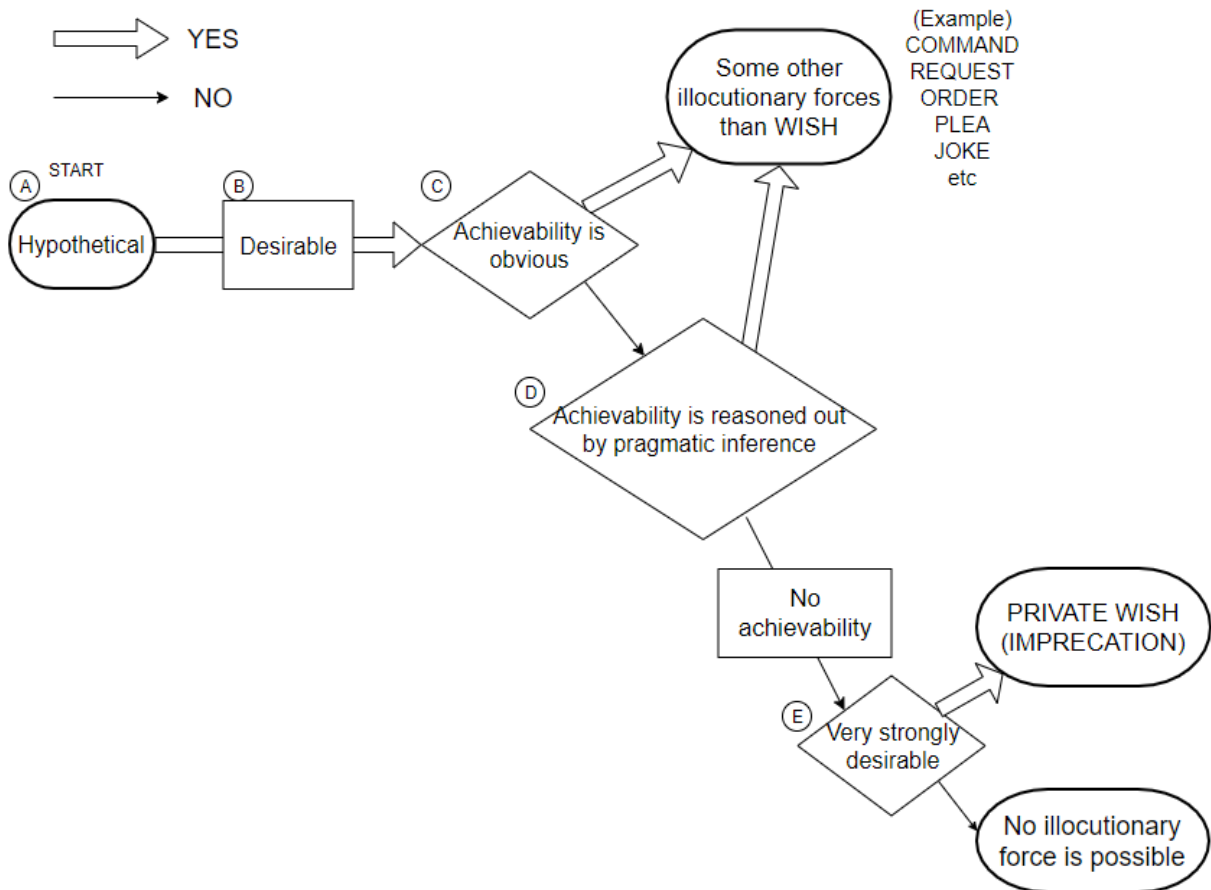 YES
NO
(Example)
COMMAND
REQUEST
ORDER
PLEA
JOKE
etc
Some other
illocutionary forces
than WISH
START
A
Hypothetical
B
Desirable
C
Achievability is
obvious
D
Achievability is reasoned out
by pragmatic inference
No
achievability
PRIVATE WISH
(IMPRECATION)
E
Very strongly
desirable
No illocutionary
force is possible